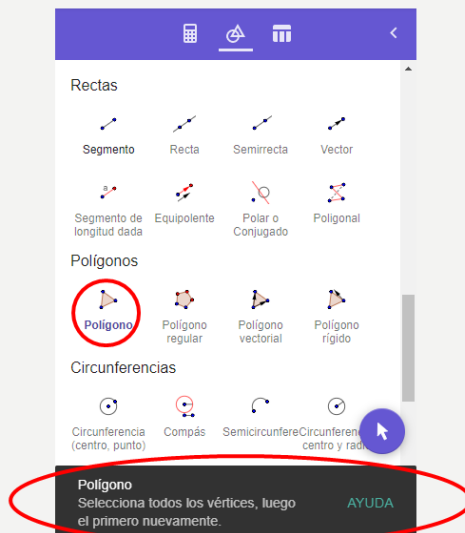 Rectas
Segmento Recta Semirrecta Vector
a
Segmento de Equipolente Polar o Poligonal
longitud dada Conjugado
Polígonos
Polígono Polígono Polígono Polígono
regular vectorial rígido
Circunferencias
Circunferencia Compás Semicircunfere Circunferen
(centro, punto) centro y radi
Polígono
Selecciona todos los vértices, luego AYUDA
el primero nuevamente.